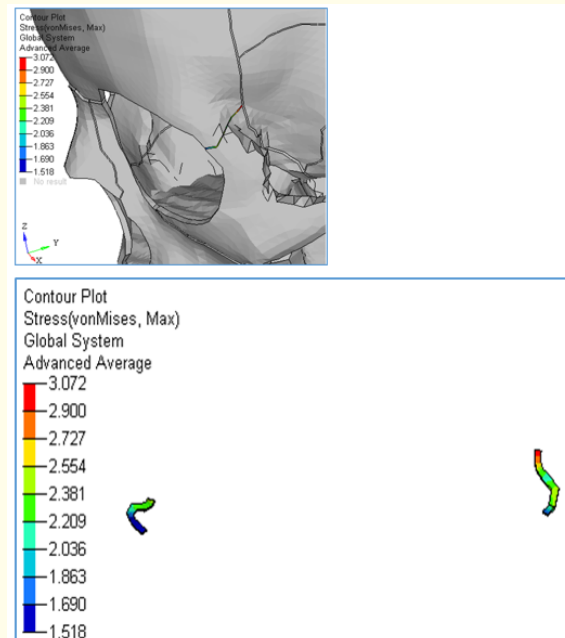 Contour Plot
Stress(vonMises, Max)
Global System
Advanced Average
3.072
2.900
2.727
2.554
2.381
2.209
2.036
1.863
1.690
1.518
No result
Z
Y
X
Contour Plot
Stress(vonMises, Max)
Global System
Advanced Average
3.072
2.900
2.727
2.554
2.381
2.209
2.036
1.863
1.690
1.518